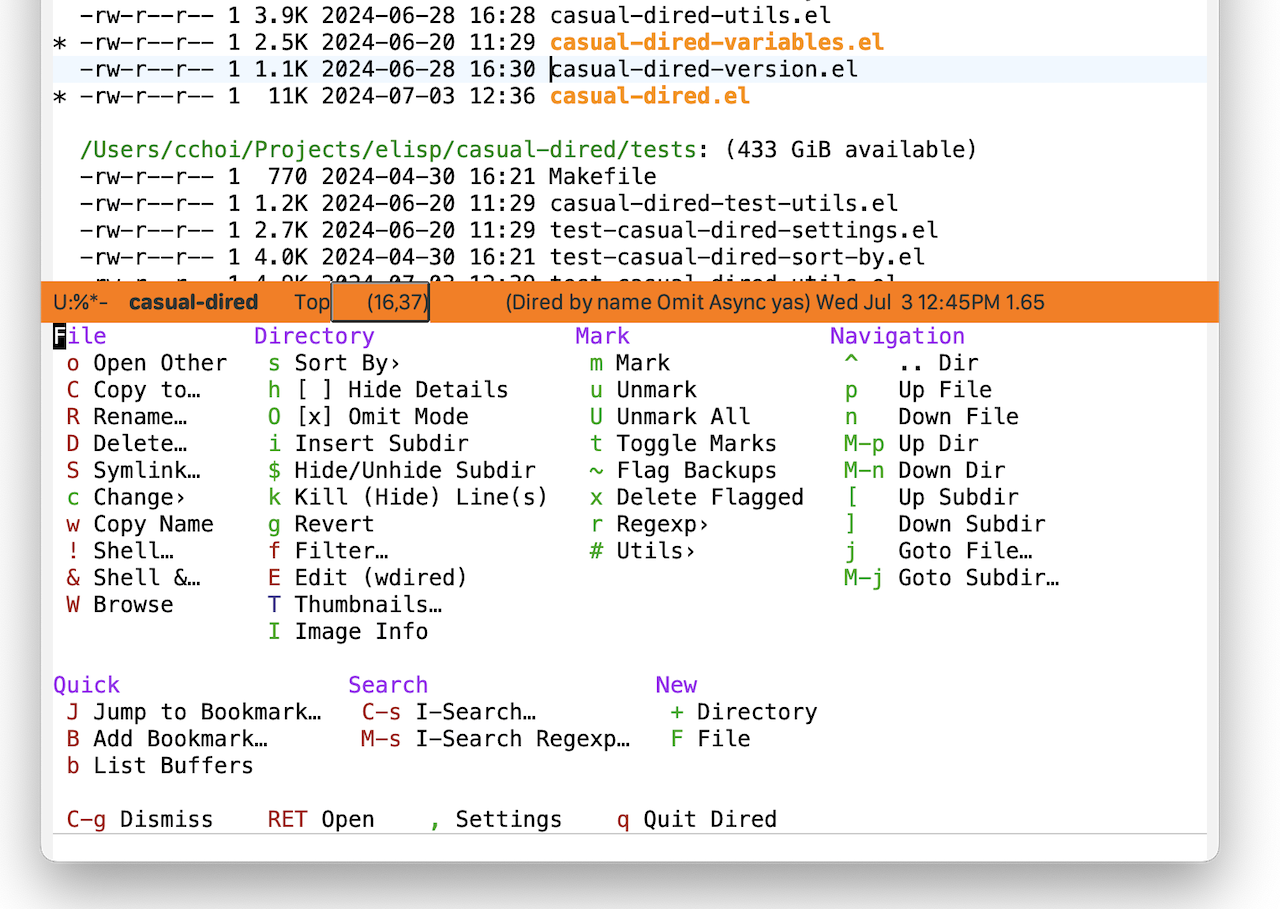 -rw-r--r-- 1 3.9K 2024-06-28 16:28 casual-dired-utils.el
* -rw-r--r-- 1 2.5K 2024-06-20 11:29 casual-dired-variables.el
-rw-r--r-- 1 1.1K 2024-06-28 16:30 casual-dired-version.el
* -rw-r--r-- 1 11K 2024-07-03 12:36 casual-dired.el
/Users/cchoi/Projects/elisp/casual-dired/tests: (433 GiB available)
-rw-r--r-- 1 770 2024-04-30 16:21 Makefile
-rw-r--r-- 1 1.2K 2024-06-20 11:29 casual-dired-test-utils.el
-rw-r--r-- 1 2.7K 2024-06-20 11:29 test-casual-dired-settings.el
-rw-r--r-- 1 4.0K 2024-04-30 16:21 test-casual-dired-sort-by.el
U:%*- casual-dired Top (16,37) (Dired by name Omit Async yas) Wed Jul 3 12:45PM 1.65
File Directory Mark Navigation
o Open Other s Sort By› m Mark ^ .. Dir
C Copy to… h [ ] Hide Details u Unmark p Up File
R Rename… O [x] Omit Mode U Unmark All n Down File
D Delete… i Insert Subdir t Toggle Marks M-p Up Dir
S Symlink… $ Hide/Unhide Subdir ~ Flag Backups M-n Down Dir
c Change› k Kill (Hide) Line(s) x Delete Flagged [ Up Subdir
w Copy Name g Revert r Regexp› ] Down Subdir
! Shell… f Filter… # Utils› j Goto File…
& Shell &… E Edit (wdired) M-j Goto Subdir…
W Browse T Thumbnails…
I Image Info
Quick Search New
J Jump to Bookmark… C-s I-Search… + Directory
B Add Bookmark… M-s I-Search Regexp… F File
b List Buffers
C-g Dismiss RET Open , Settings q Quit Dired